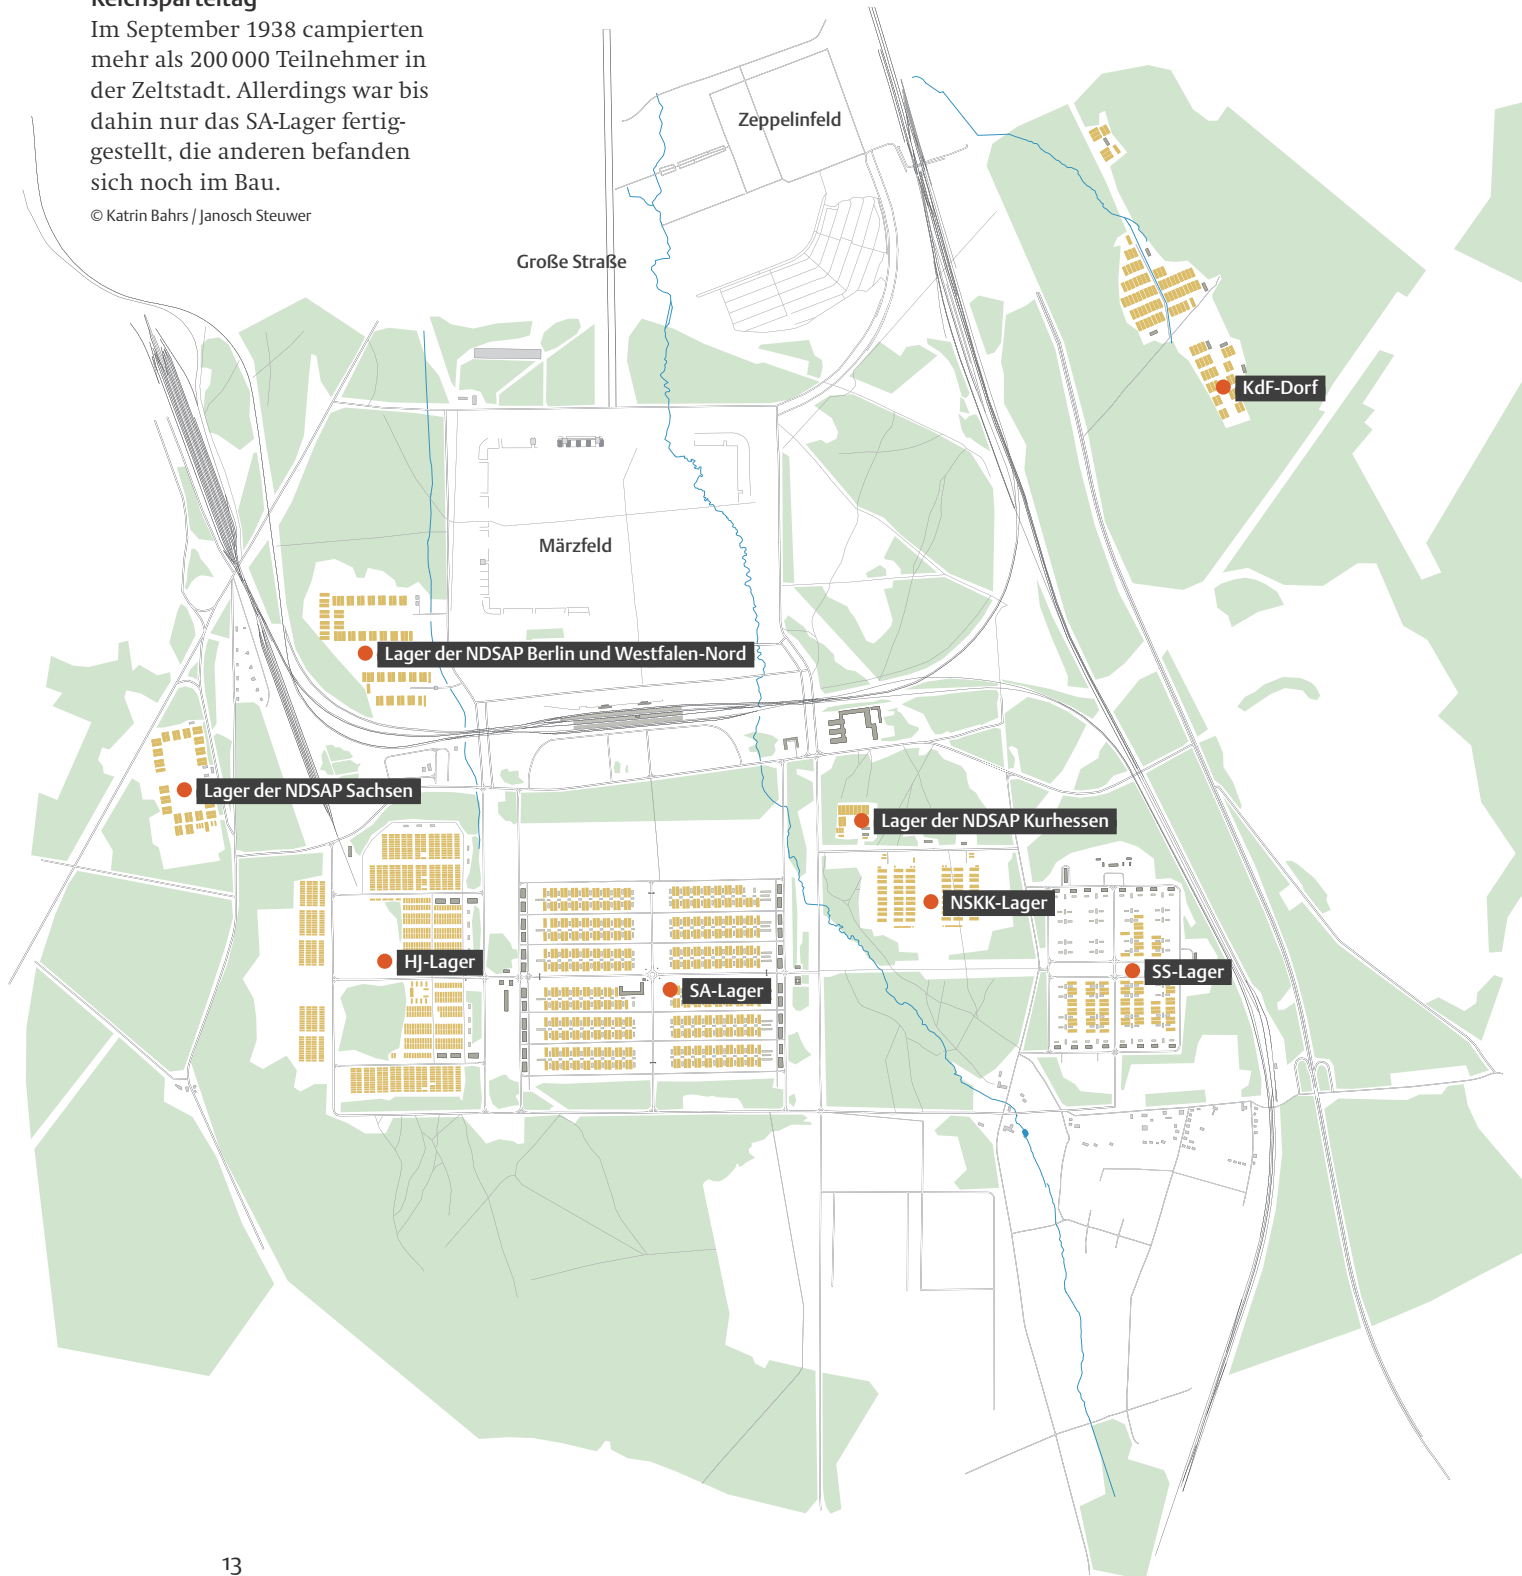 Reichsparteitag
Im September 1938 campierten
mehr als 200 000 Teilnehmer in
der Zeltstadt. Allerdings war bis
dahin nur das SA-Lager fertig-
gestellt, die anderen befanden
sich noch im Bau.
© Katrin Bahrs / Janosch Steuwer
Zeppelinfeld
Große Straße
KdF-Dorf
Märzfeld
Lager der NDSAP Berlin und Westfalen-Nord
Lager der NDSAP Sachsen
Lager der NDSAP Kurhessen
NSKK-Lager
HJ-Lager
SS-Lager
SA-Lager
13